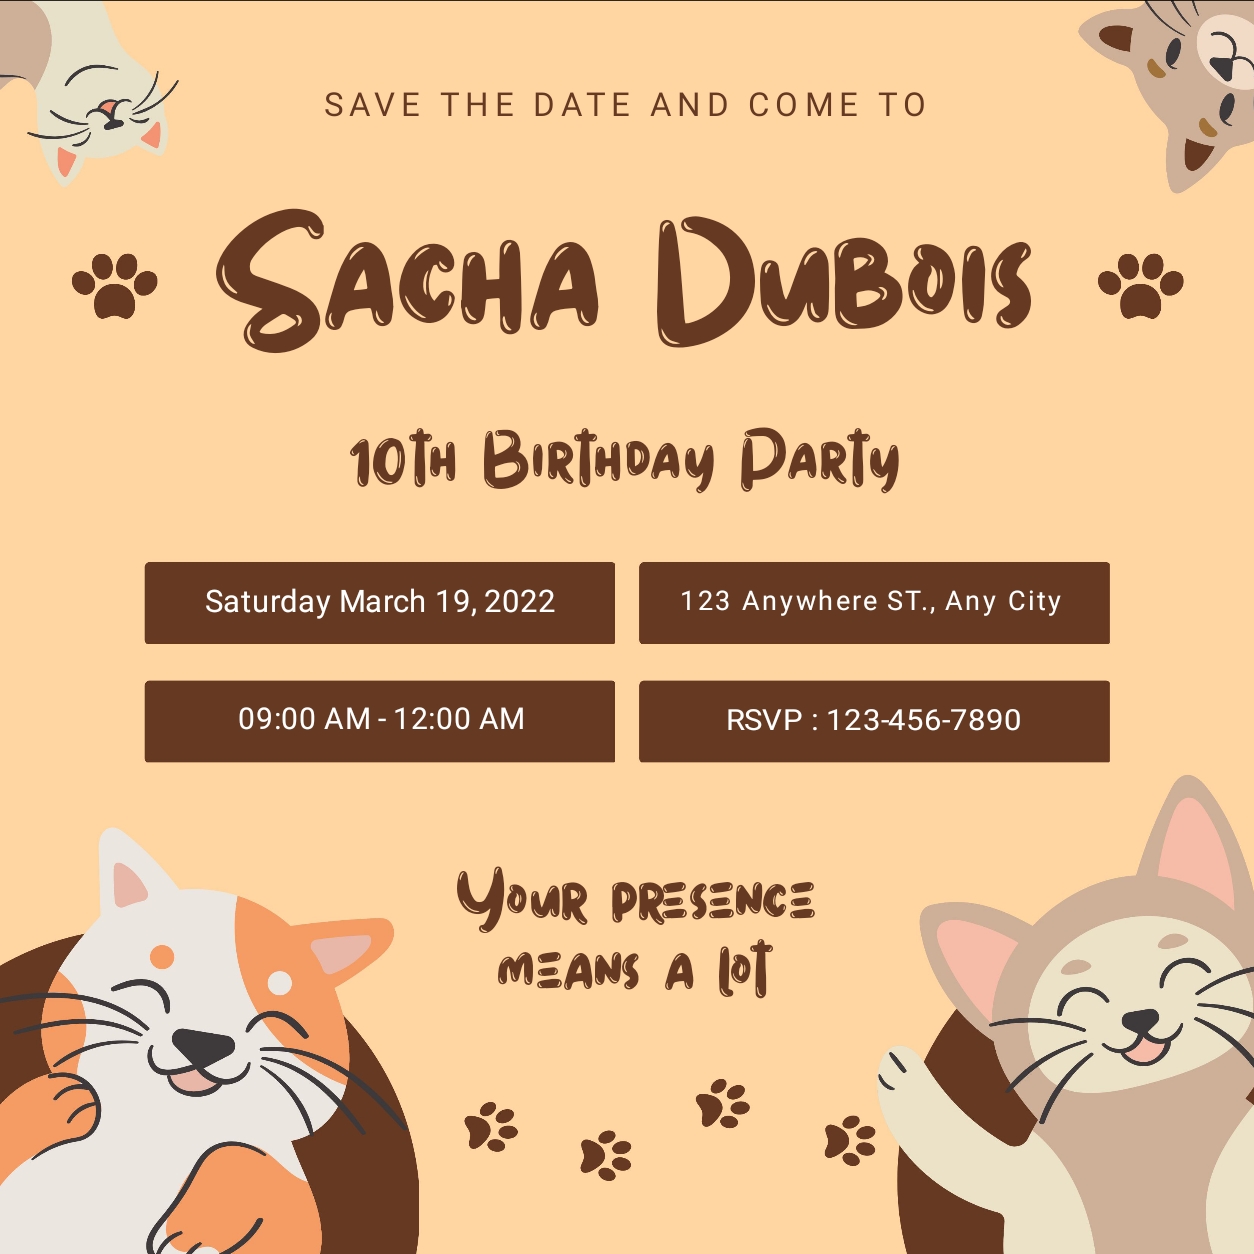 SAVE THE DATE AND COME TO
Sacha Dubois
10th Birthday Party
Saturday March 19, 2022
123 Anywhere ST., Any City
09:00 AM - 12:00 AM
RSVP : 123-456-7890
Your presence
means a lot